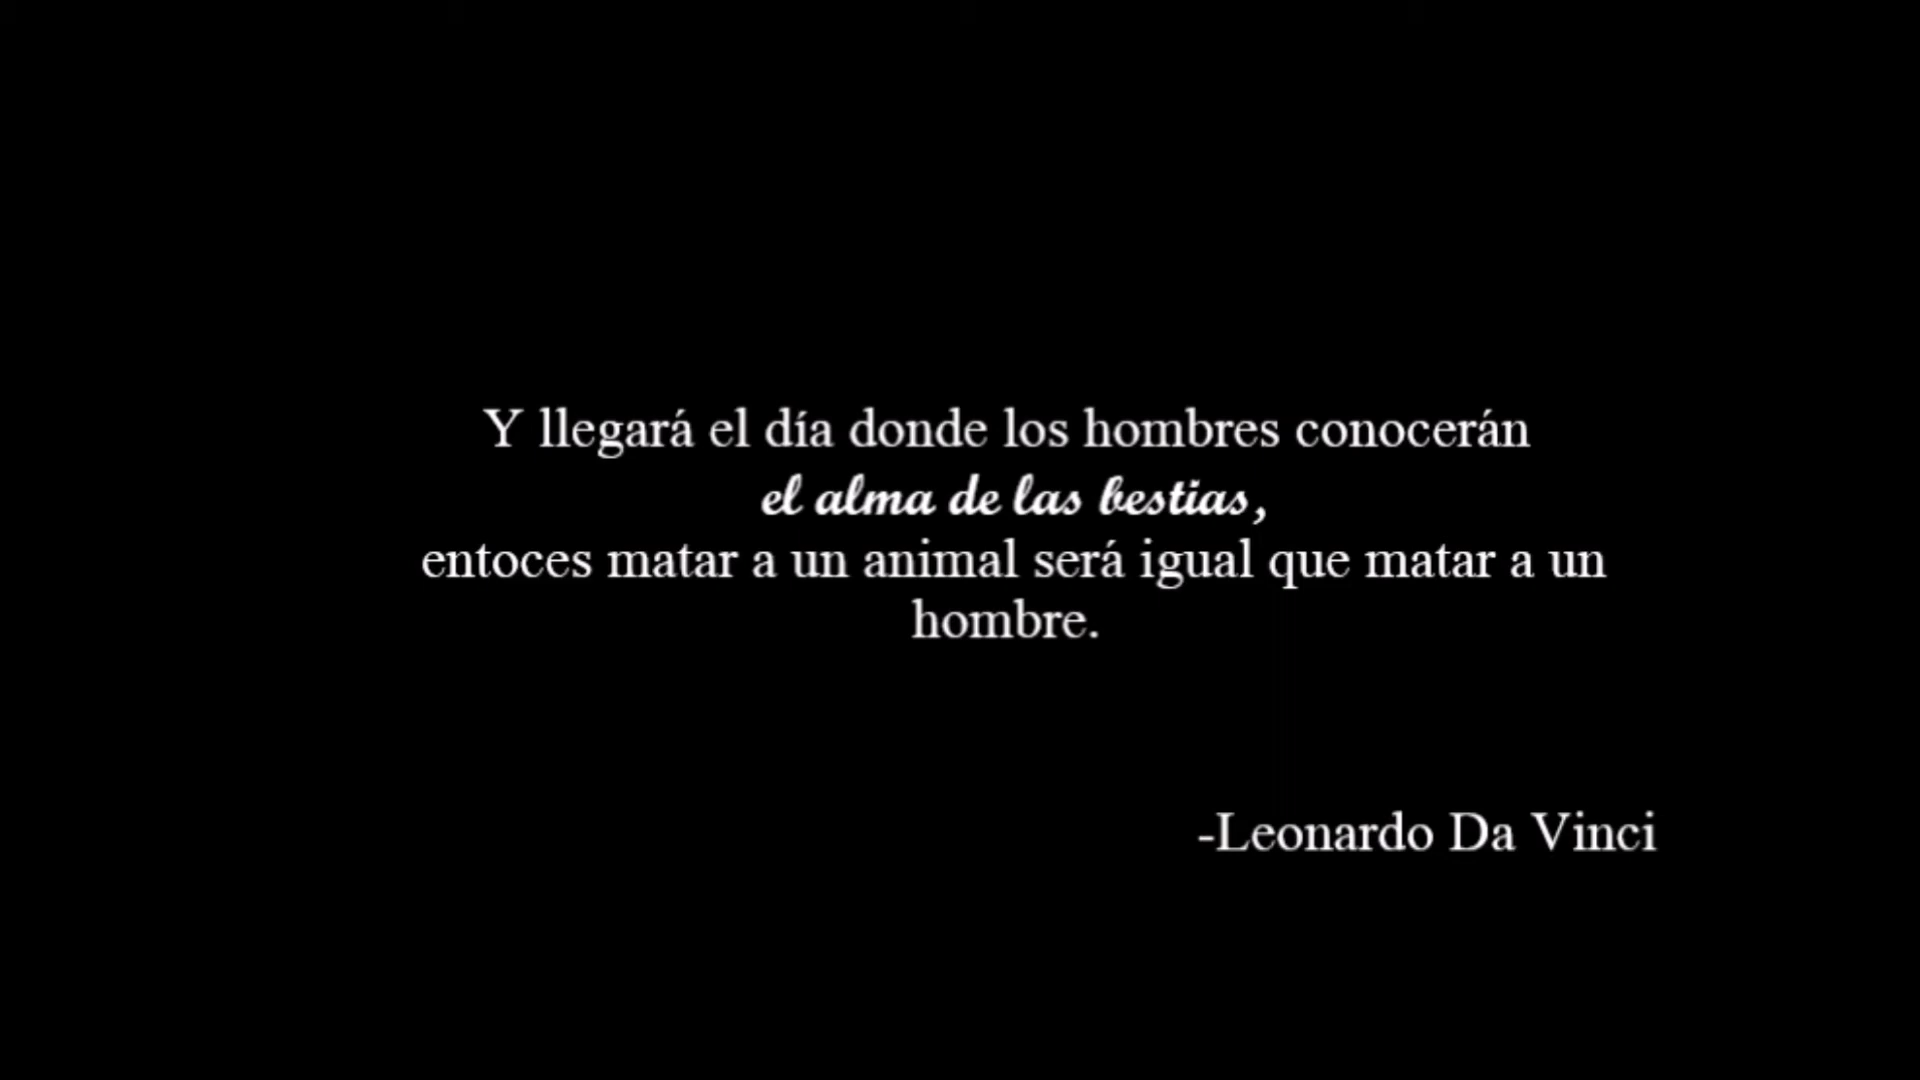 Y llegará el día donde los hombres conocerán
el alma de las bestias,
entoces matar a un animal será igual que matar a un
hombre.
-Leonardo Da Vinci